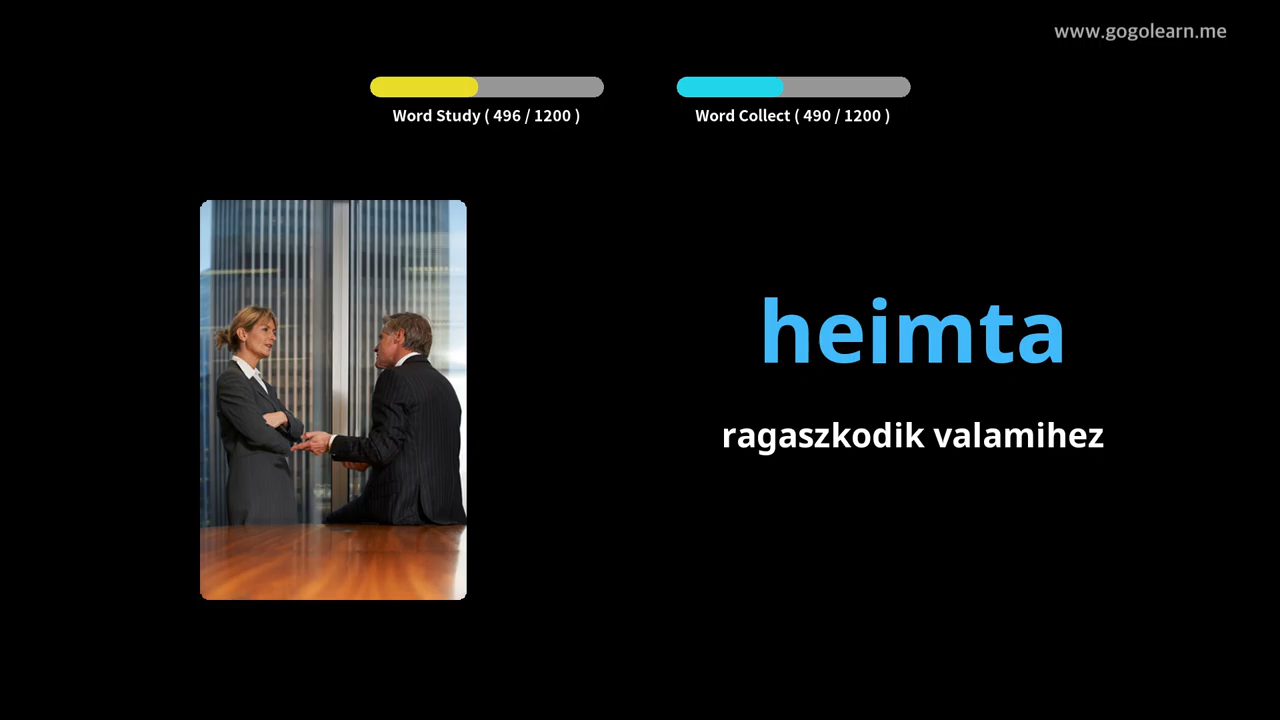 www.gogolearn.me
Word Study ( 496 / 1200 )
Word Collect ( 490 / 1200 )
heimta
ragaszkodik valamihez